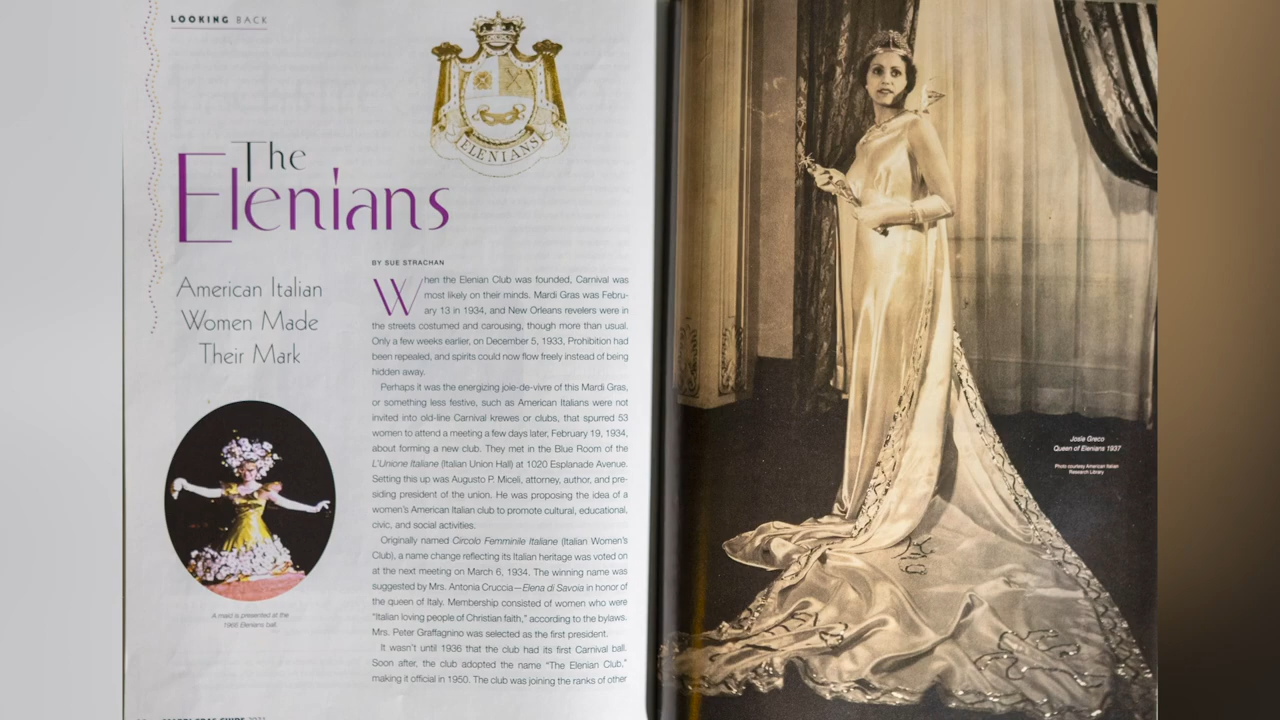 LOOKING BACK
ELENIANS
The
Elenians
American Italian
Women Made
Their Mark
A maid is presented at the
1966 Elenians ball.
BY SUE STRACHAN
When the Elenian Club was founded, Carnival was
most likely on their minds. Mardi Gras was Febru-
ary 13 in 1934, and New Orleans revelers were in
the streets costumed and carousing, though more than usual.
Only a few weeks earlier, on December 5, 1933, Prohibition had
been repealed, and spirits could now flow freely instead of being
hidden away.
Perhaps it was the energizing joie-de-vivre of this Mardi Gras,
or something less festive, such as American Italians were not
invited into old-line Carnival krewes or clubs, that spurred 53
women to attend a meeting a few days later, February 19, 1934,
about forming a new club. They met in the Blue Room of the
L'Unione Italiane (Italian Union Hall) at 1020 Esplanade Avenue.
Setting this up was Augusto P. Miceli, attorney, author, and pre-
siding president of the union. He was proposing the idea of a
women's American Italian club to promote cultural, educational,
civic, and social activities.
Originally named Circolo Femminile Italiane (Italian Women's
Club), a name change reflecting its Italian heritage was voted on
at the next meeting on March 6, 1934. The winning name was
suggested by Mrs. Antonia Cruccia—Elena di Savoia in honor of
the queen of Italy. Membership consisted of women who were
"Italian loving people of Christian faith," according to the bylaws.
Mrs. Peter Graffagnino was selected as the first president.
It wasn't until 1936 that the club had its first Carnival ball.
Soon after, the club adopted the name "The Elenian Club,"
making it official in 1950. The club was joining the ranks of other
Josie Greco
Queen of Elenians 1937
Photo courtesy American Italian
Research Library